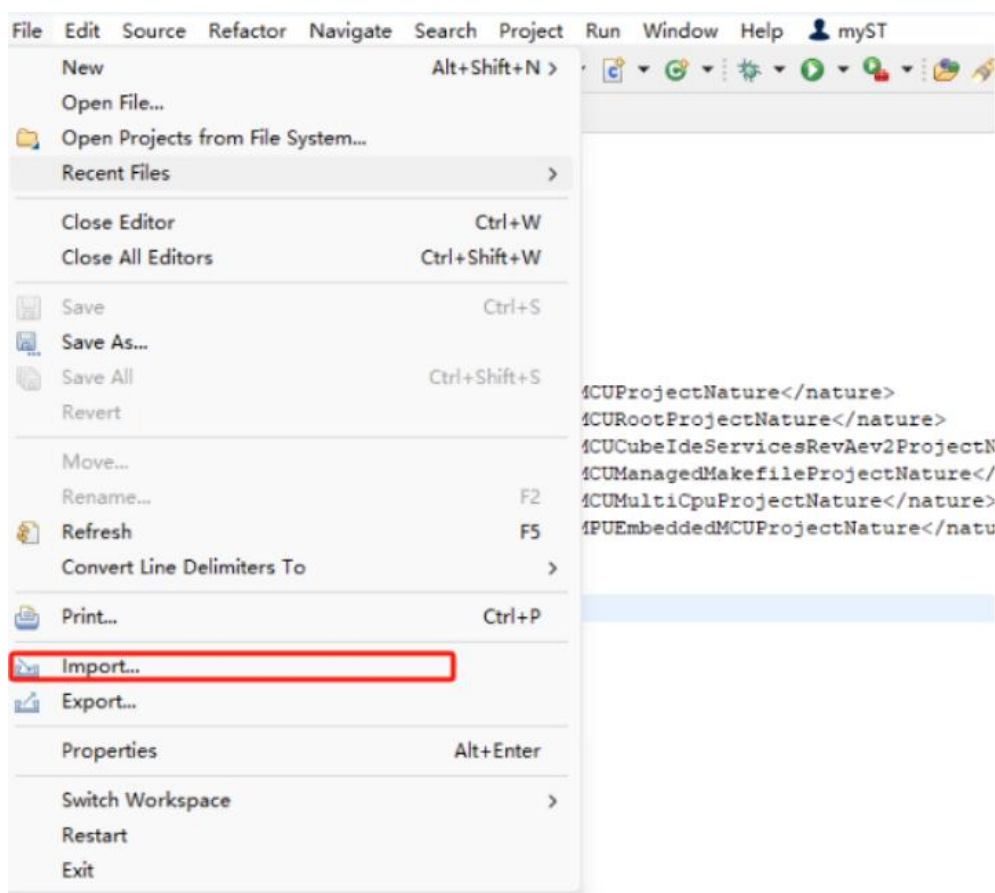 File Edit Source Refactor Navigate Search Project Run Window Help myST
New Alt+Shift+N >
Open File...
Open Projects from File System...
Recent Files >
Close Editor Ctrl+W
Close All Editors Ctrl+Shift+W
Save Ctrl+S
Save As...
Save All Ctrl+Shift+S
MCUProjectNature</nature>
Revert
MCURootProjectNature</nature>
MCUCubeIdeServicesRevAev2ProjectN
Move...
MCUManagedMakefileProjectNature</
Rename... F2
MCUMultiCpuProjectNature</nature>
Refresh F5
MPUEmbeddedMCUProjectNature</natu
Convert Line Delimiters To >
Print... Ctrl+P
Import...
Export...
Properties Alt+Enter
Switch Workspace >
Restart
Exit